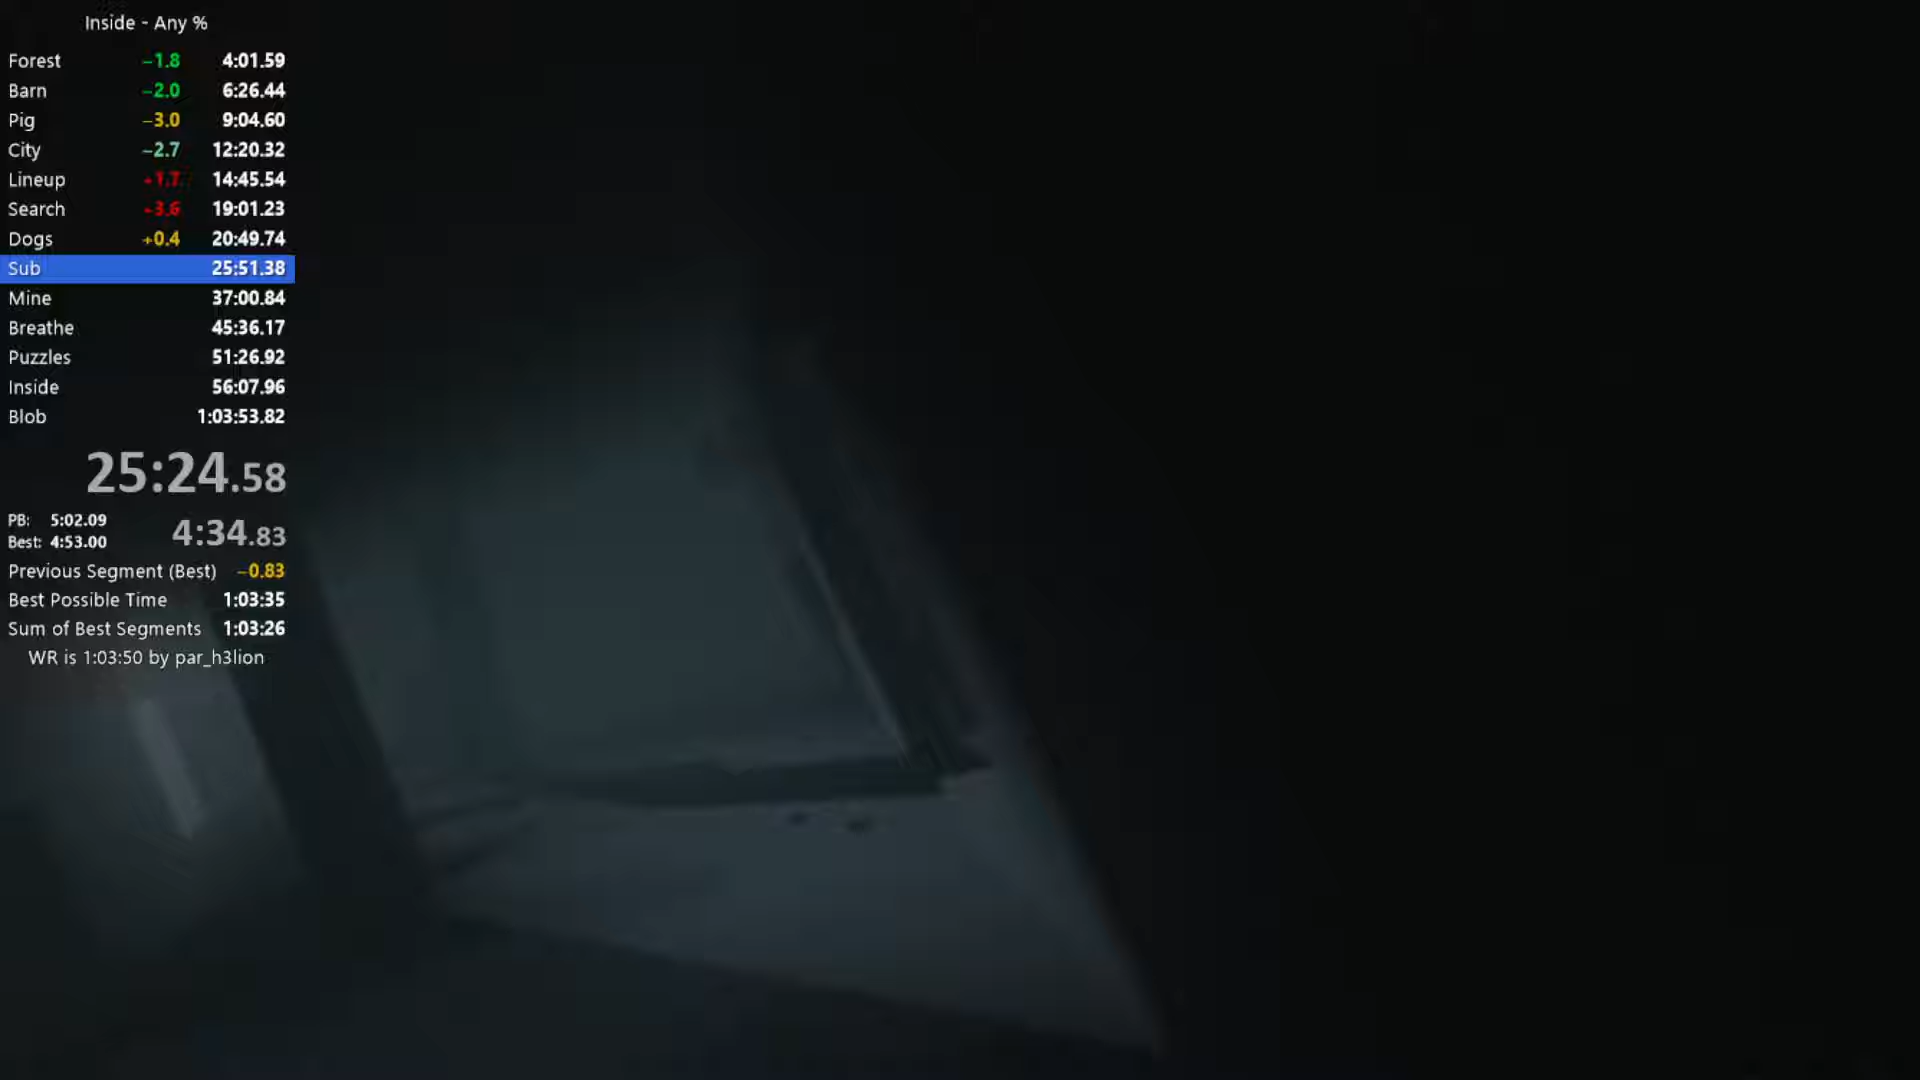 Inside - Any %
Forest −1.8 4:01.59
Barn −2.0 6:26.44
Pig −3.0 9:04.60
City −2.7 12:20.32
Lineup +1.7 14:45.54
Search +3.6 19:01.23
Dogs +0.4 20:49.74
Sub 25:51.38
Mine 37:00.84
Breathe 45:36.17
Puzzles 51:26.92
Inside 56:07.96
Blob 1:03:53.82
25:24.58
PB: 5:02.09
Best: 4:53.00
4:34.83
Previous Segment (Best) −0.83
Best Possible Time 1:03:35
Sum of Best Segments 1:03:26
WR is 1:03:50 by par_h3lion